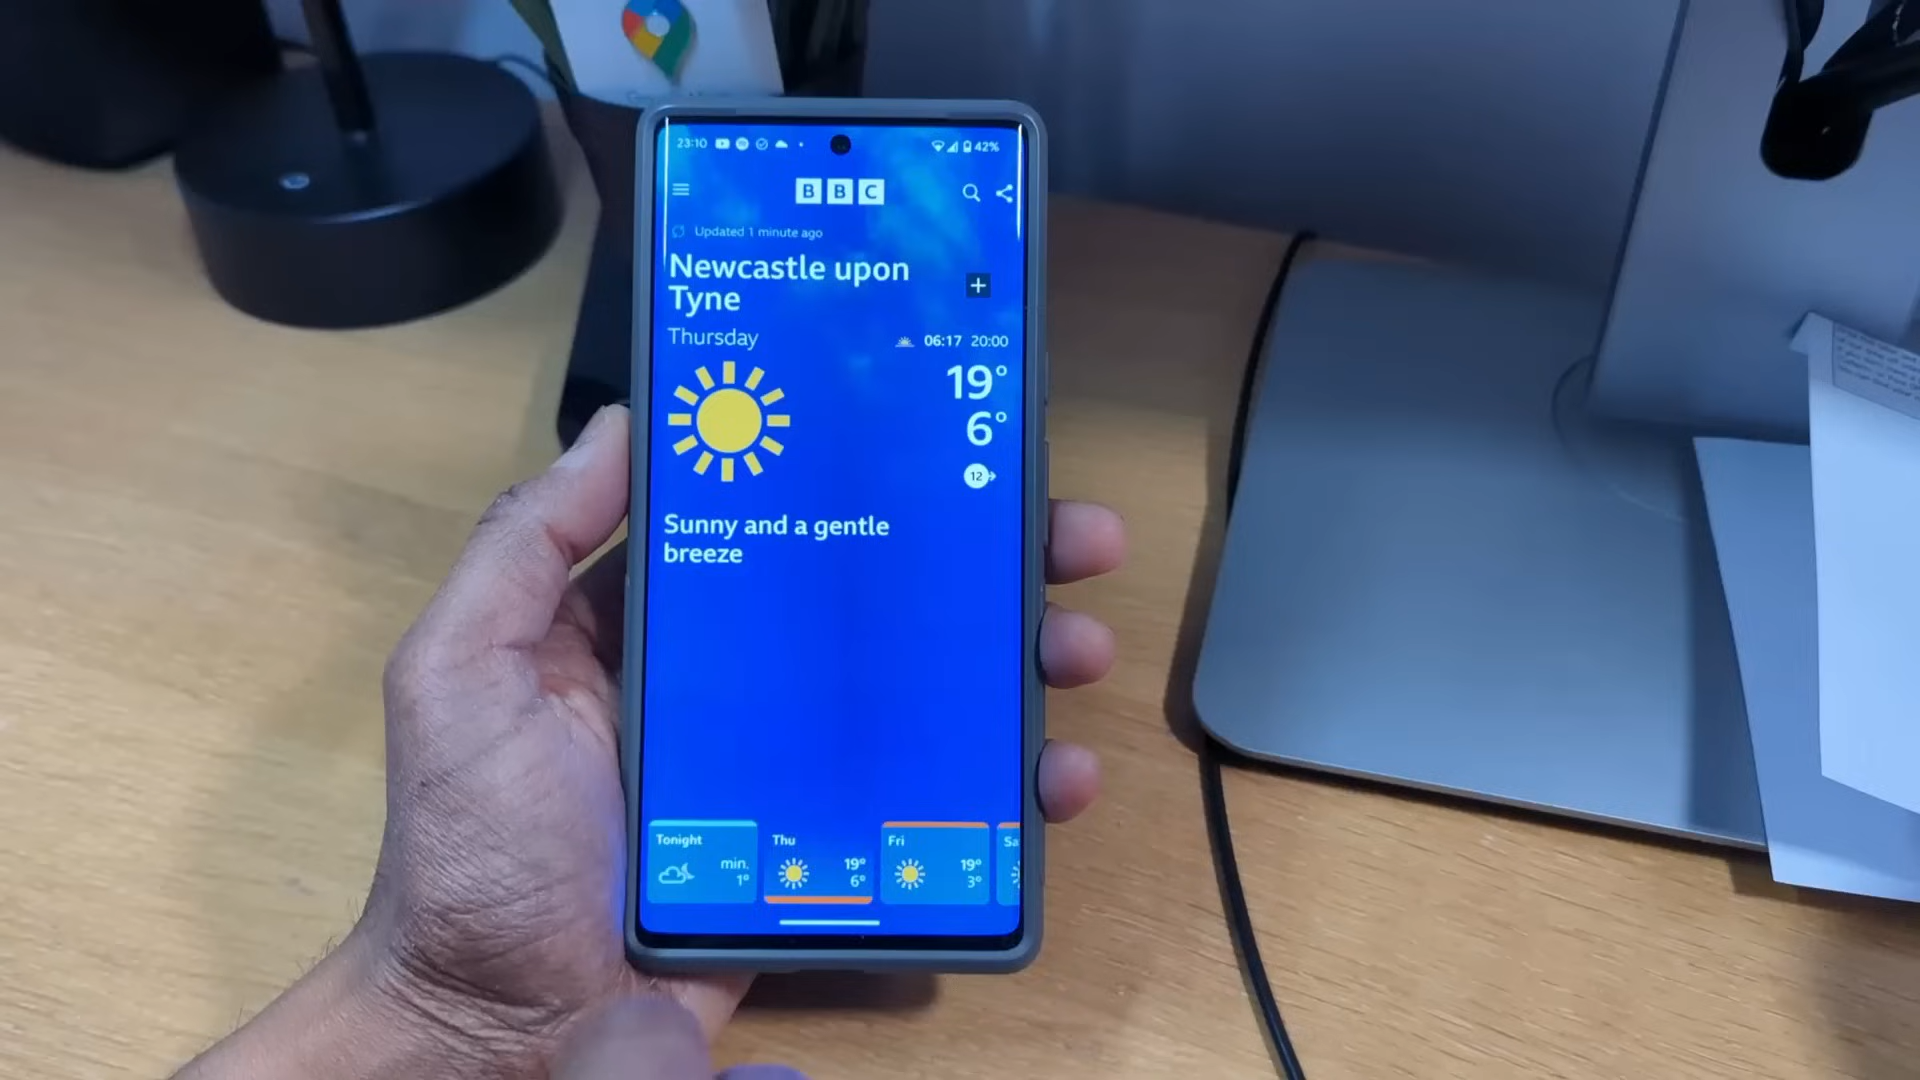 23:10
42%
BBC
Updated 1 minute ago
Newcastle upon
Tyne
Thursday
06:17 20:00
19°
6°
12
Sunny and a gentle
breeze
Tonight
min.
1°
Thu
19°
6°
Fri
19°
3°
Sa